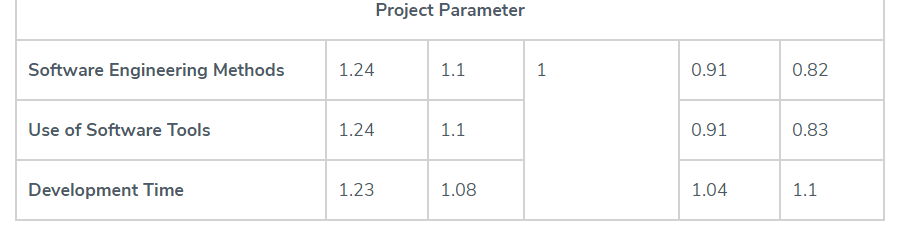 Project Parameter
Software Engineering Methods 1.24 1.1 1 0.91 0.82
Use of Software Tools 1.24 1.1 0.91 0.83
Development Time 1.23 1.08 1.04 1.1